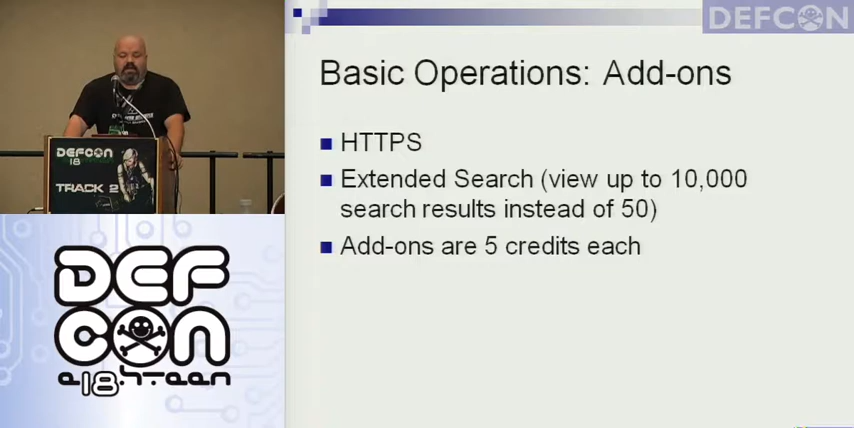 DEFCON
Basic Operations: Add-ons
HTTPS
Extended Search (view up to 10,000
search results instead of 50)
Add-ons are 5 credits each
DEFCON
18
TRACK 2
DEF
CON
e18hteen